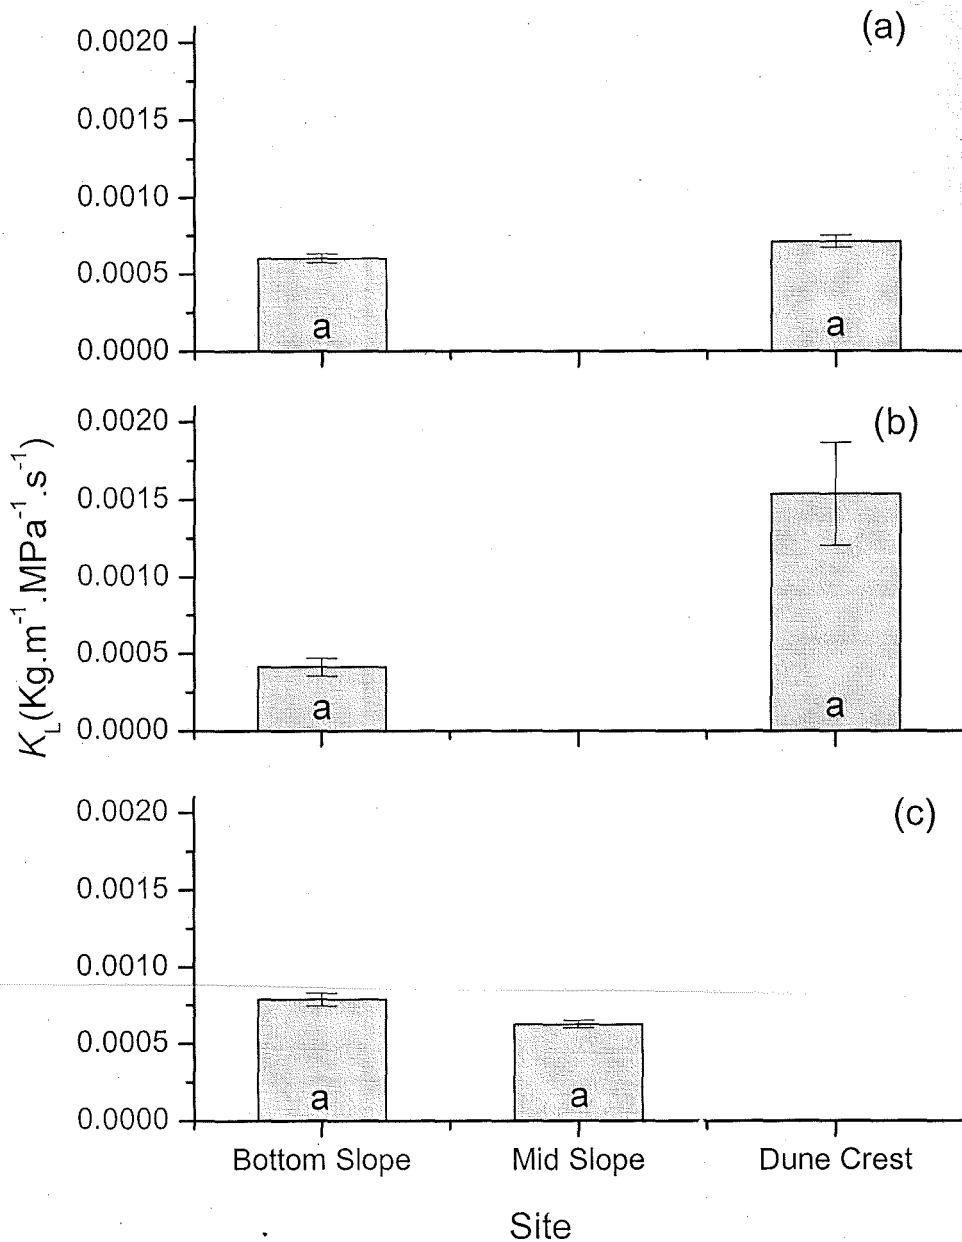 (a)
0.0020
0.0015
0.0010
0.0005
0.0000
a
a
(b)
0.0020
0.0015
0.0010
0.0005
0.0000
a
a
K_L(Kg.m⁻¹.MPa⁻¹.s⁻¹)
(c)
0.0020
0.0015
0.0010
0.0005
0.0000
a
a
Bottom Slope Mid Slope Dune Crest
Site